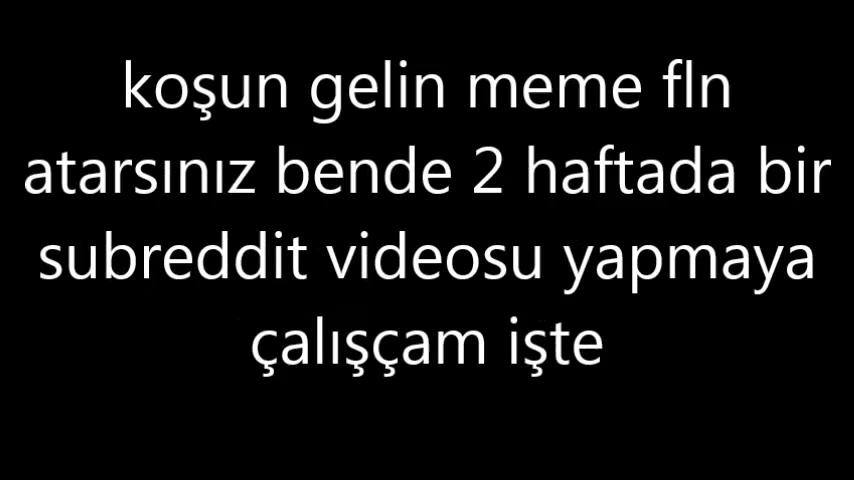 koşun gelin meme fln
atarsınız bende 2 haftada bir
subreddit videosu yapmaya
çalışçam işte